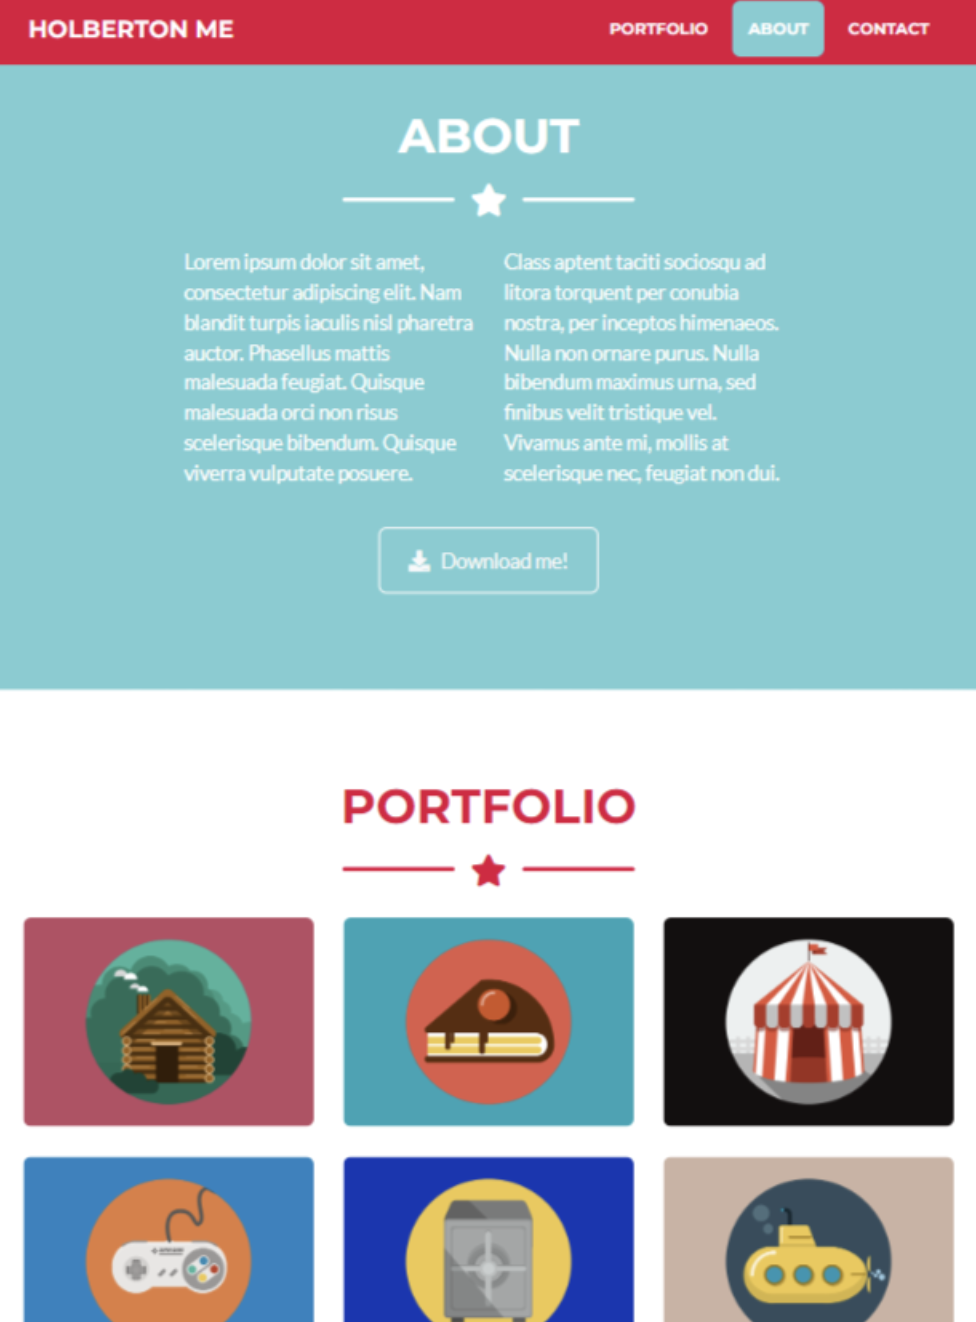 HOLBERTON ME
PORTFOLIO
ABOUT
CONTACT
ABOUT
Lorem ipsum dolor sit amet,
consectetur adipiscing elit. Nam
blandit turpis iaculis nisl pharetra
auctor. Phasellus mattis
malesuada feugiat. Quisque
malesuada orci non risus
scelerisque bibendum. Quisque
viverra vulputate posuere.
Class aptent taciti sociosqu ad
litora torquent per conubia
nostra, per inceptos himenaeos.
Nulla non ornare purus. Nulla
bibendum maximus urna, sed
finibus velit tristique vel.
Vivamus ante mi, mollis at
scelerisque nec, feugiat non dui.
Download me!
PORTFOLIO